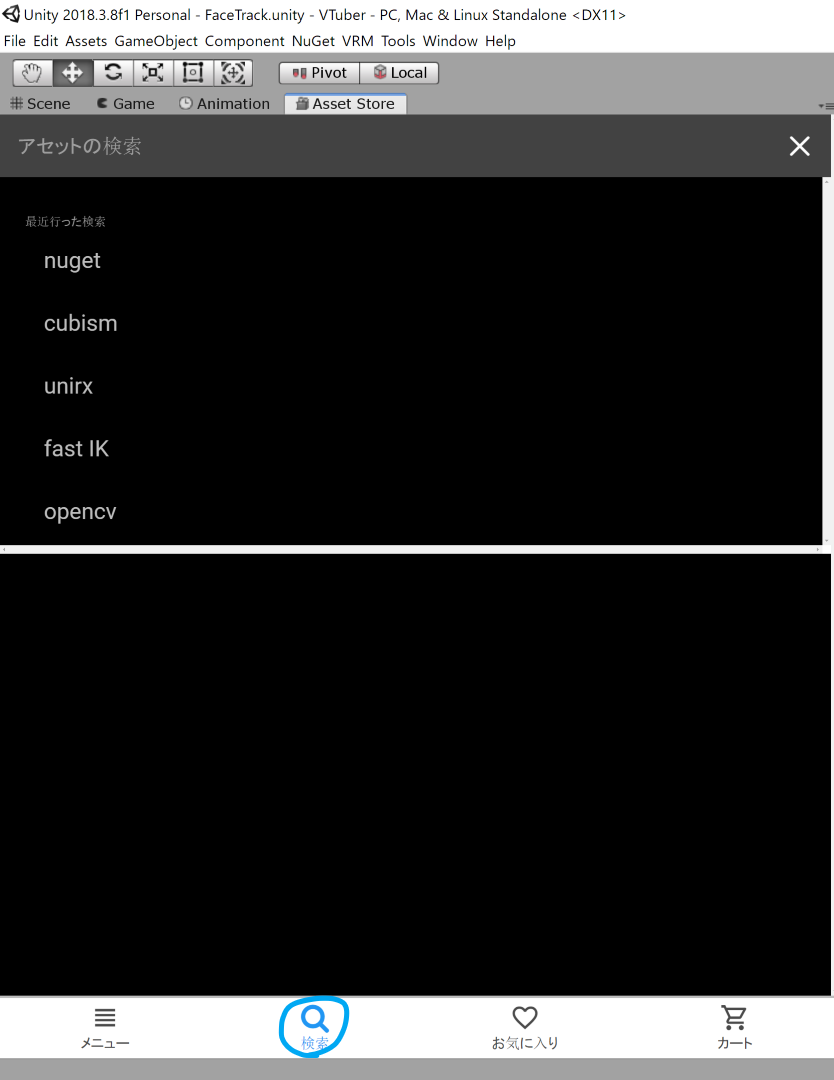 Unity 2018.3.8f1 Personal - FaceTrack.unity - VTuber - PC, Mac & Linux Standalone <DX11>
File Edit Assets GameObject Component NuGet VRM Tools Window Help
Pivot Local
Scene Game Animation Asset Store
アセットの検索
最近行った検索
nuget
cubism
unirx
fast IK
opencv
メニュー 検索 お気に入り カート